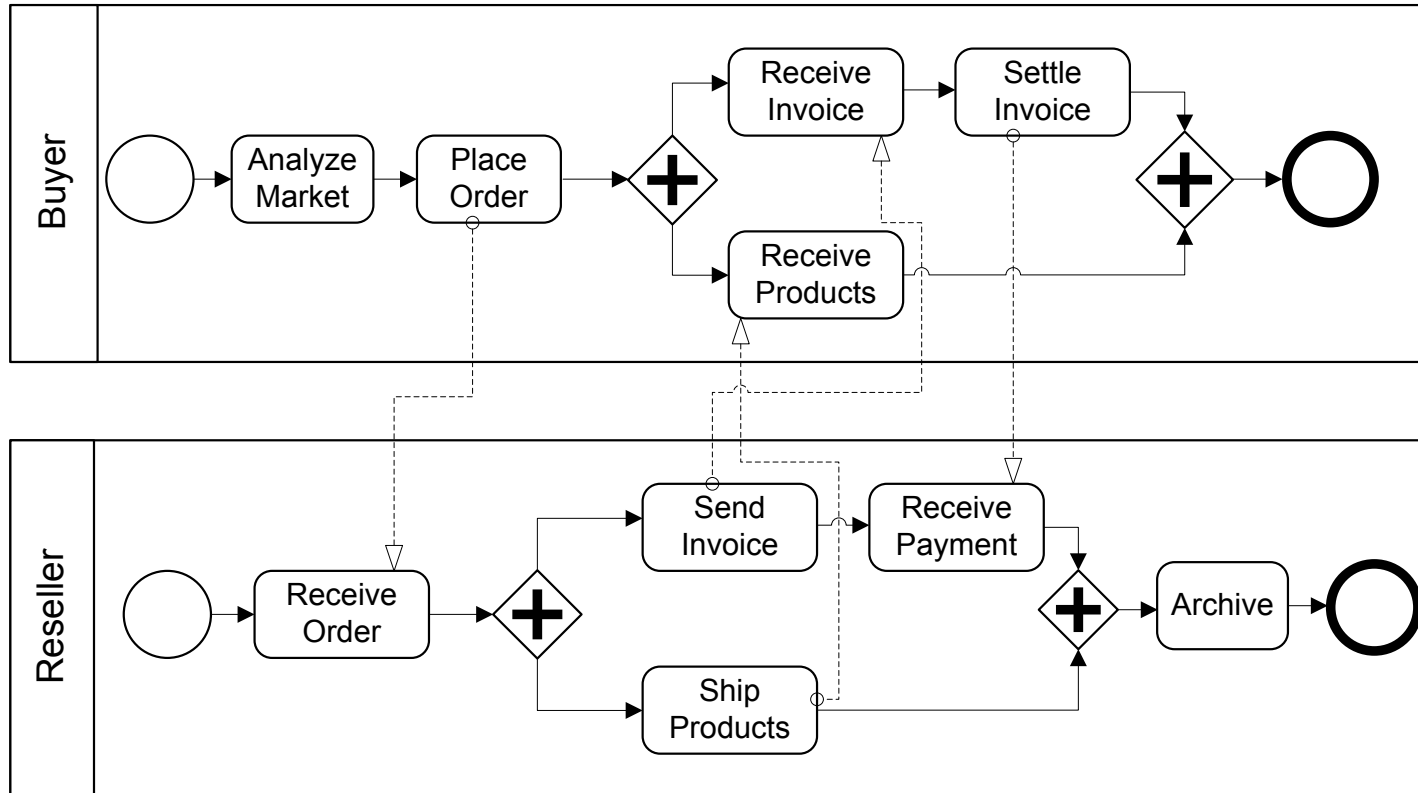 Buyer
Analyze
Market
Place
Order
Receive
Invoice
Settle
Invoice
Receive
Products
Reseller
Receive
Order
Send
Invoice
Receive
Payment
Ship
Products
Archive